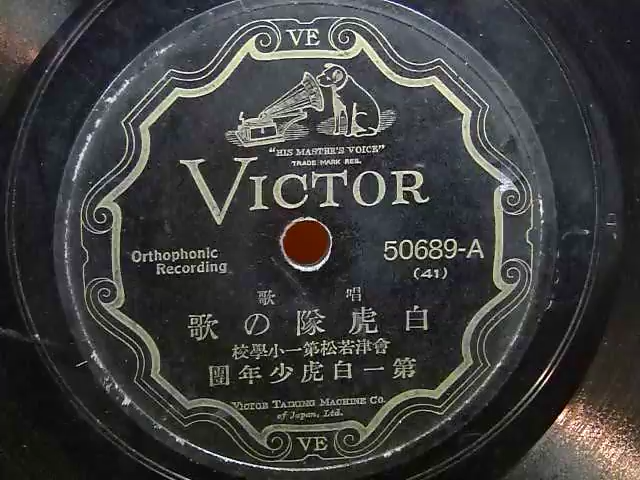 VE
"HIS MASTER'S VOICE"
TRADE MARK REG.
VICTOR
Orthophonic
Recording
50689-A
(41)
唱歌
白虎隊の歌
會津若松第一小學校
第一白虎少年團
VICTOR TALKING MACHINE CO.
of Japan, Ltd.
VE